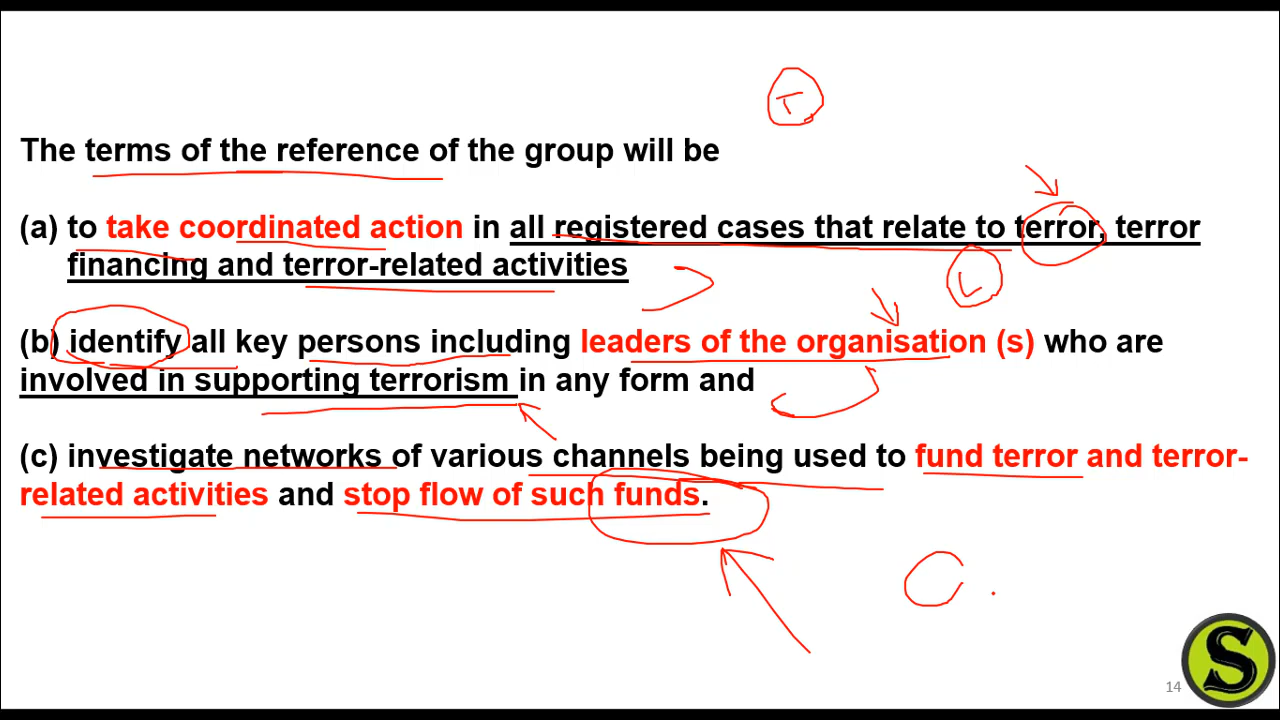 T
The terms of the reference of the group will be
(a) to take coordinated action in all registered cases that relate to terror, terror
financing and terror-related activities
L
(b) identify all key persons including leaders of the organisation (s) who are
involved in supporting terrorism in any form and
(c) investigate networks of various channels being used to fund terror and terror-
related activities and stop flow of such funds.
S
14